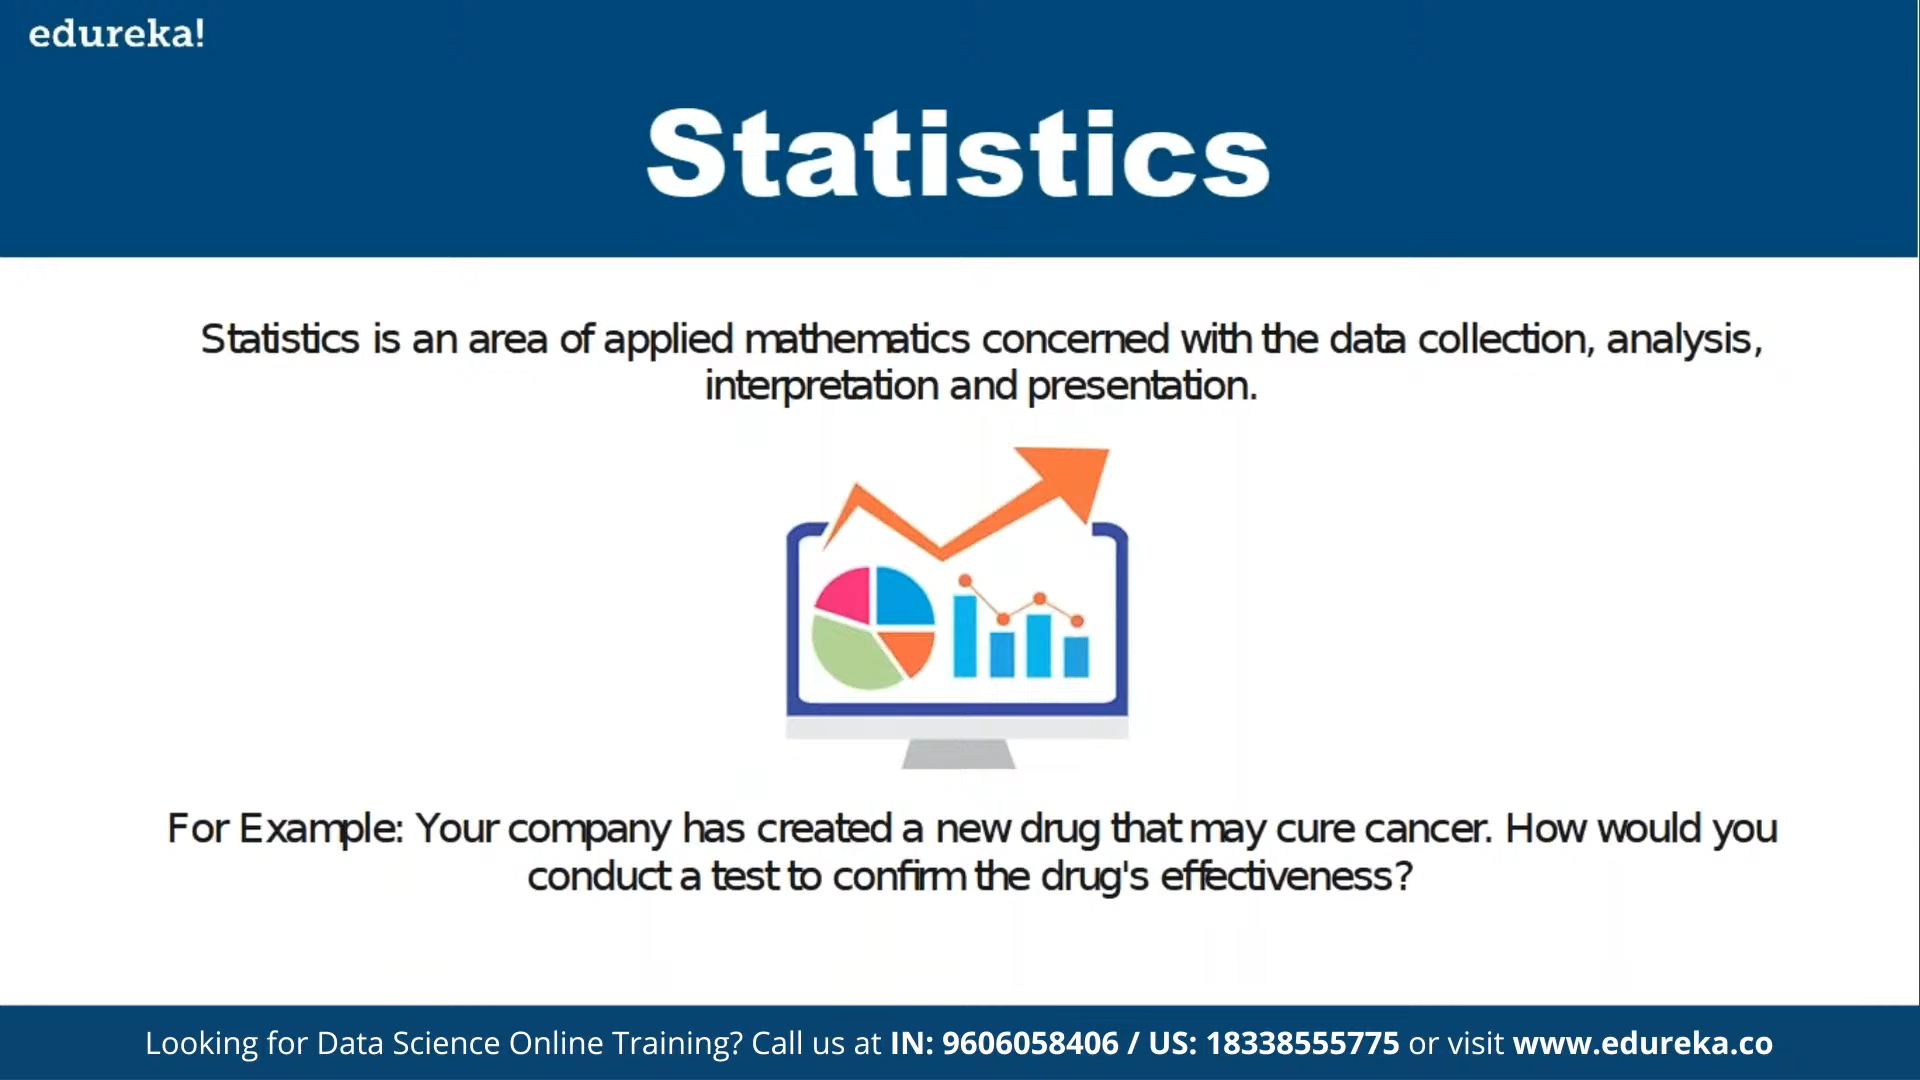 edureka!
Statistics
Statistics is an area of applied mathematics concerned with the data collection, analysis,
interpretation and presentation.
For Example: Your company has created a new drug that may cure cancer. How would you
conduct a test to confirm the drug's effectiveness?
Looking for Data Science Online Training? Call us at IN: 9606058406 / US: 18338555775 or visit www.edureka.co